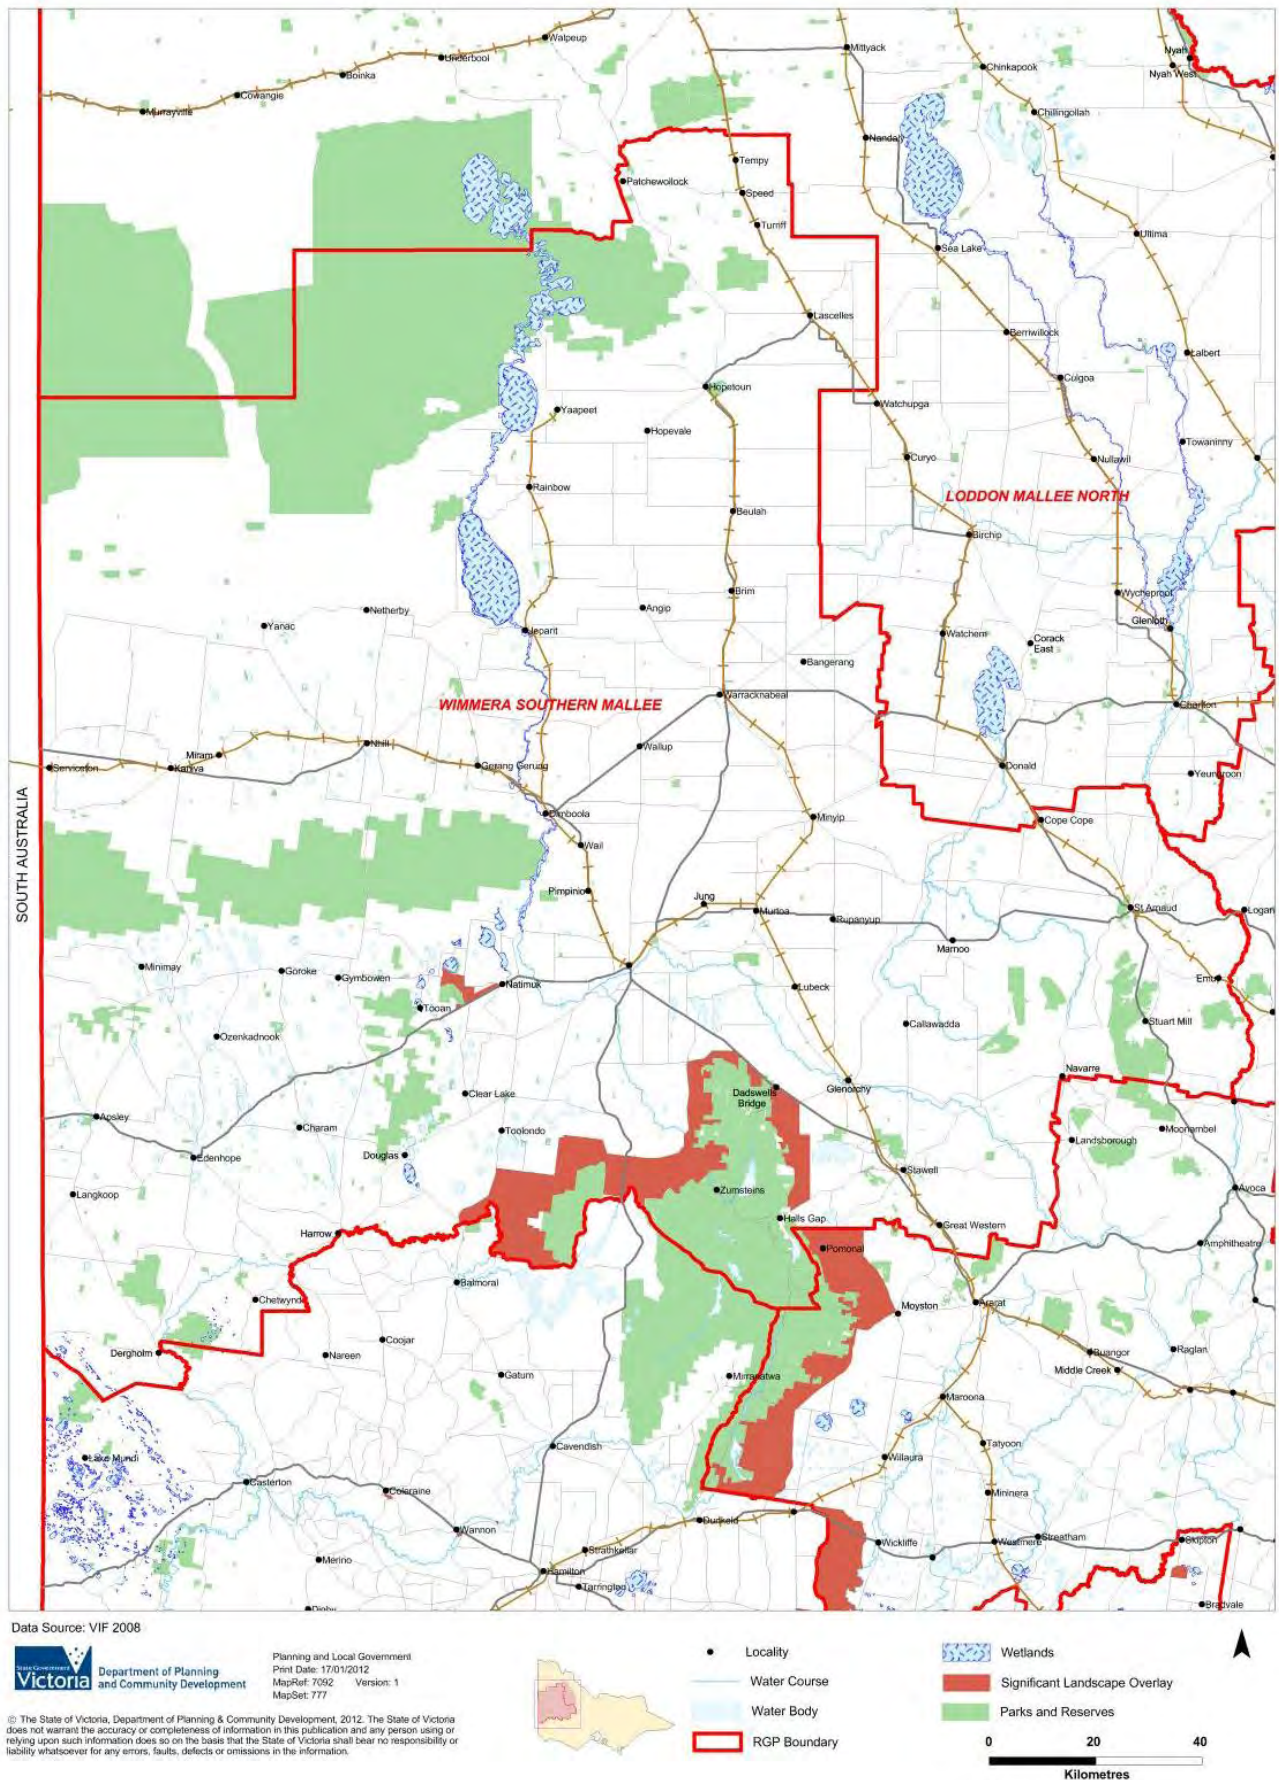 Walpeup
Mittyack
Nyah
Underbool
Chinkapook
Nyah West
Boinka
Cowangie
Murrayville
Chillingollah
Nandaly
Tempy
Patchewollock
Speed
Turriff
Ultima
Sea Lake
Lascelles
Berriwillock
Lalbert
Culgoa
Hopetoun
Yaapeet
Watchupga
Hopevale
Towaninny
Curyo
Nullawil
Rainbow
LODDON MALLEE NORTH
Beulah
Birchip
Brim
Wycheproof
Netherby
Angip
Yanac
Glenloth
Jeparit
Watchem
Corack
East
Bangerang
Warracknabeal
WIMMERA SOUTHERN MALLEE
Charlton
Nhill
Wallup
Miram
Serviceton
Kaniva
Gerang Gerung
Donald
Yeungroon
Dimboola
Minyip
Cope Cope
Wail
SOUTH AUSTRALIA
Pimpinio
Jung
Murtoa
St Arnaud
Logan
Rupanyup
Marnoo
Minimay
Goroke
Gymbowen
Natimuk
Lubeck
Emu
Tooan
Callawadda
Stuart Mill
Ozenkadnook
Navarre
Clear Lake
Dadswells
Bridge
Glenorchy
Apsley
Charam
Toolondo
Moonambel
Landsborough
Edenhope
Douglas
Stawell
Langkoop
Zumsteins
Avoca
Halls Gap
Great Western
Harrow
Pomonal
Amphitheatre
Balmoral
Chetwynd
Moyston
Ararat
Coojar
Dergholm
Nareen
Buangor
Raglan
Middle Creek
Gatum
Mirranatwa
Maroona
Cavendish
Tatyoon
Lake Mundi
Willaura
Casterton
Coleraine
Mininera
Wannon
Dunkeld
Strathkellar
Wickliffe
Westmere
Streatham
Skipton
Merino
Hamilton
Tarrington
Digby
Bradvale
Data Source: VIF 2008
State Government
Victoria
Department of Planning
and Community Development
Planning and Local Government
Print Date: 17/01/2012
MapRef: 7092 Version: 1
MapSet: 777
© The State of Victoria, Department of Planning & Community Development, 2012. The State of Victoria
does not warrant the accuracy or completeness of information in this publication and any person using or
relying upon such information does so on the basis that the State of Victoria shall bear no responsibility or
liability whatsoever for any errors, faults, defects or omissions in the information.
Locality
Water Course
Water Body
RGP Boundary
Wetlands
Significant Landscape Overlay
Parks and Reserves
0 20 40
Kilometres